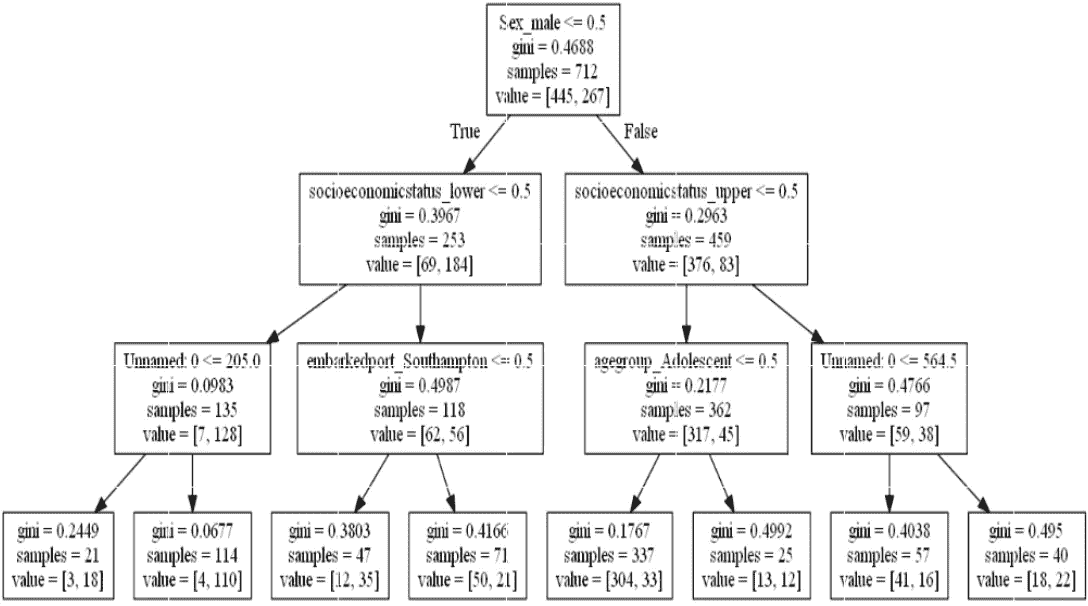 Sex_male <= 0.5
gini = 0.4688
samples = 712
value = [445, 267]
True
False
socioeconomicstatus_lower <= 0.5
gini = 0.3967
samples = 253
value = [69, 184]
socioeconomicstatus_upper <= 0.5
gini = 0.2963
samples = 459
value = [376, 83]
Unnamed: 0 <= 205.0
gini = 0.0983
samples = 135
value = [7, 128]
embarkedport_Southampton <= 0.5
gini = 0.4987
samples = 118
value = [62, 56]
agegroup_Adolescent <= 0.5
gini = 0.2177
samples = 362
value = [317, 45]
Unnamed: 0 <= 564.5
gini = 0.4766
samples = 97
value = [59, 38]
gini = 0.2449
samples = 21
value = [3, 18]
gini = 0.0677
samples = 114
value = [4, 110]
gini = 0.3803
samples = 47
value = [12, 35]
gini = 0.4166
samples = 71
value = [50, 21]
gini = 0.1767
samples = 337
value = [304, 33]
gini = 0.4992
samples = 25
value = [13, 12]
gini = 0.4038
samples = 57
value = [41, 16]
gini = 0.495
samples = 40
value = [18, 22]